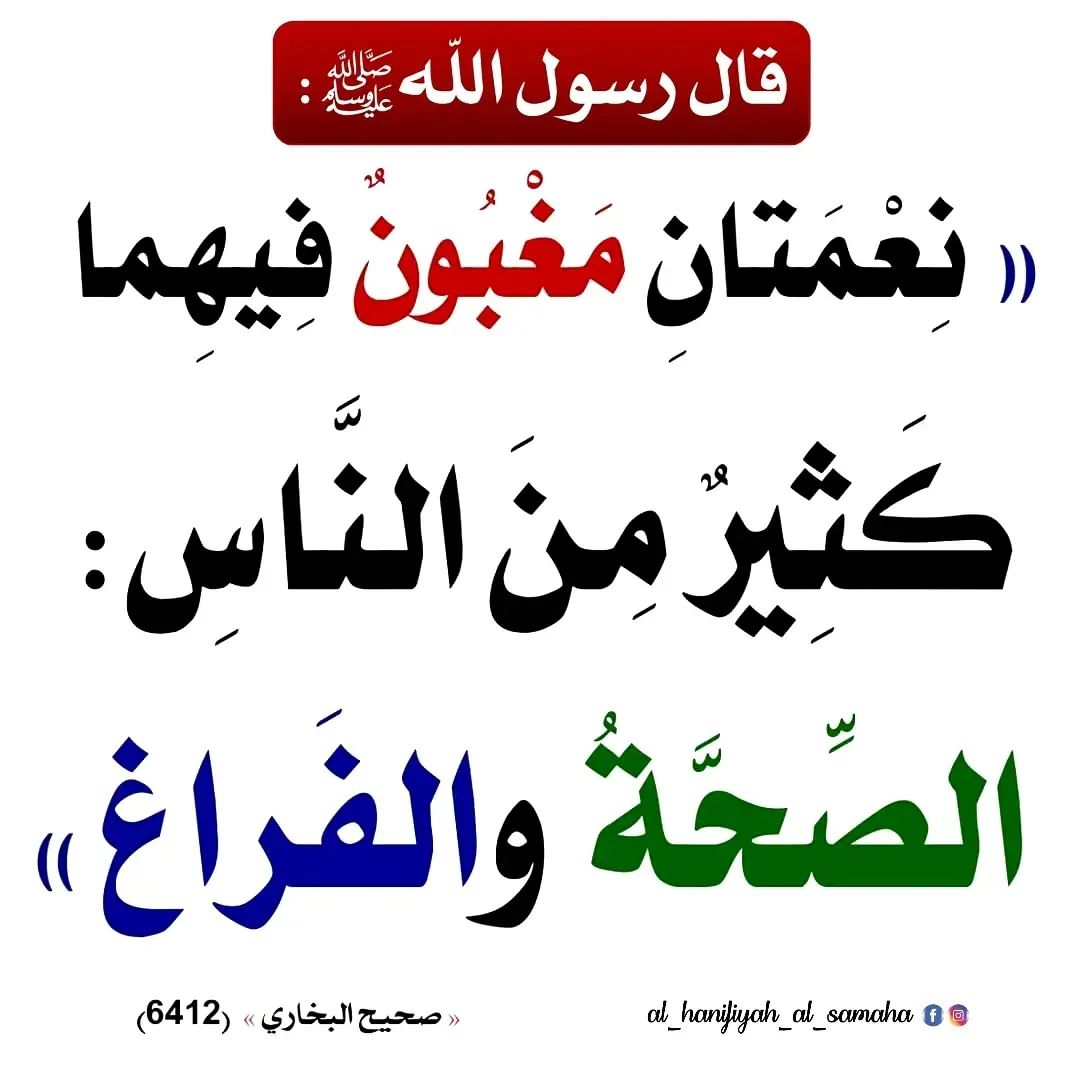 قال رسول اللّه ﷺ :
(( نِعْمَتانِ مَغْبُونٌ فِيهِما
كَثِيرٌ مِنَ النَّاسِ :
الصِّحَّةُ والفَراغ ))
« صحيح البخاري » (6412)
al_hanifiyah_al_samaha